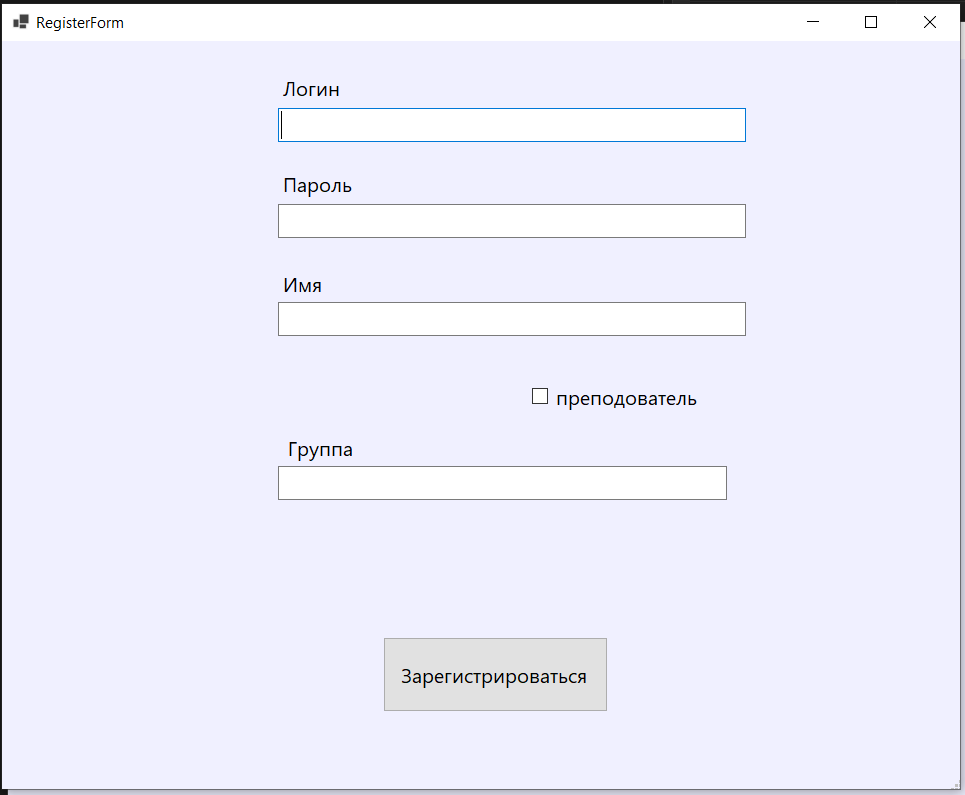 RegisterForm
Логин
Пароль
Имя
преподователь
Группа
Зарегистрироваться